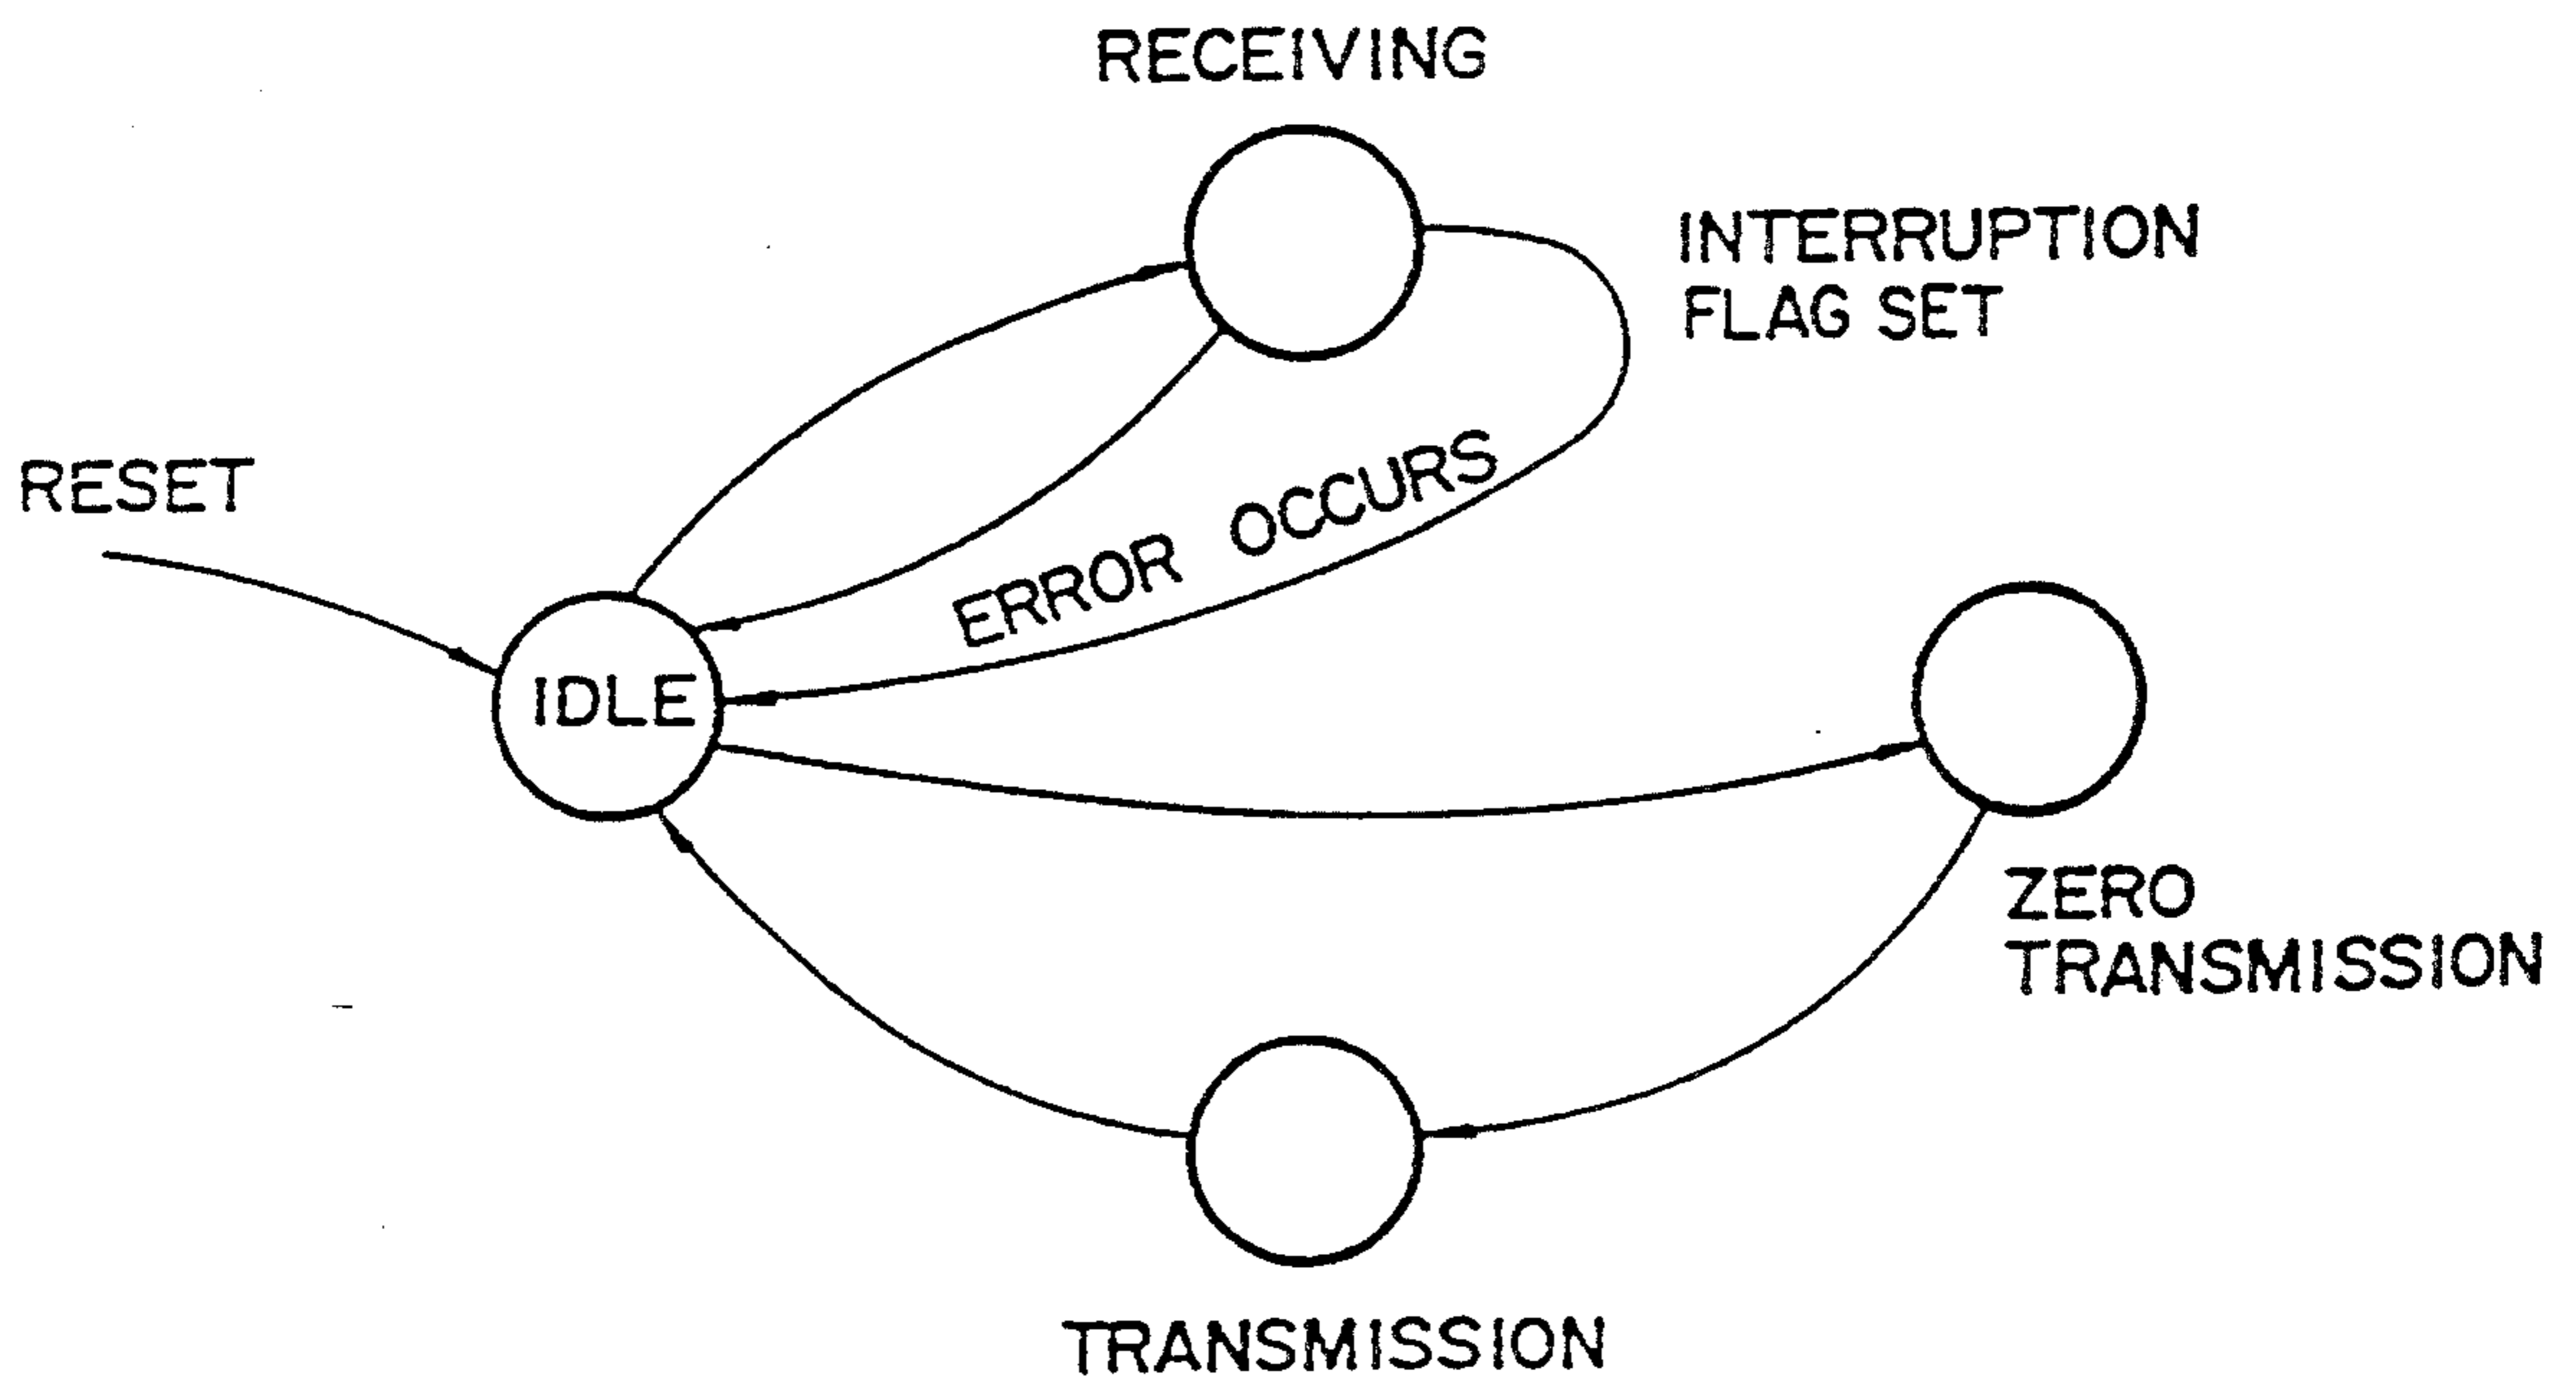 RECEIVING
INTERRUPTION
FLAG SET
RESET
ERROR OCCURS
IDLE
ZERO
TRANSMISSION
TRANSMISSION